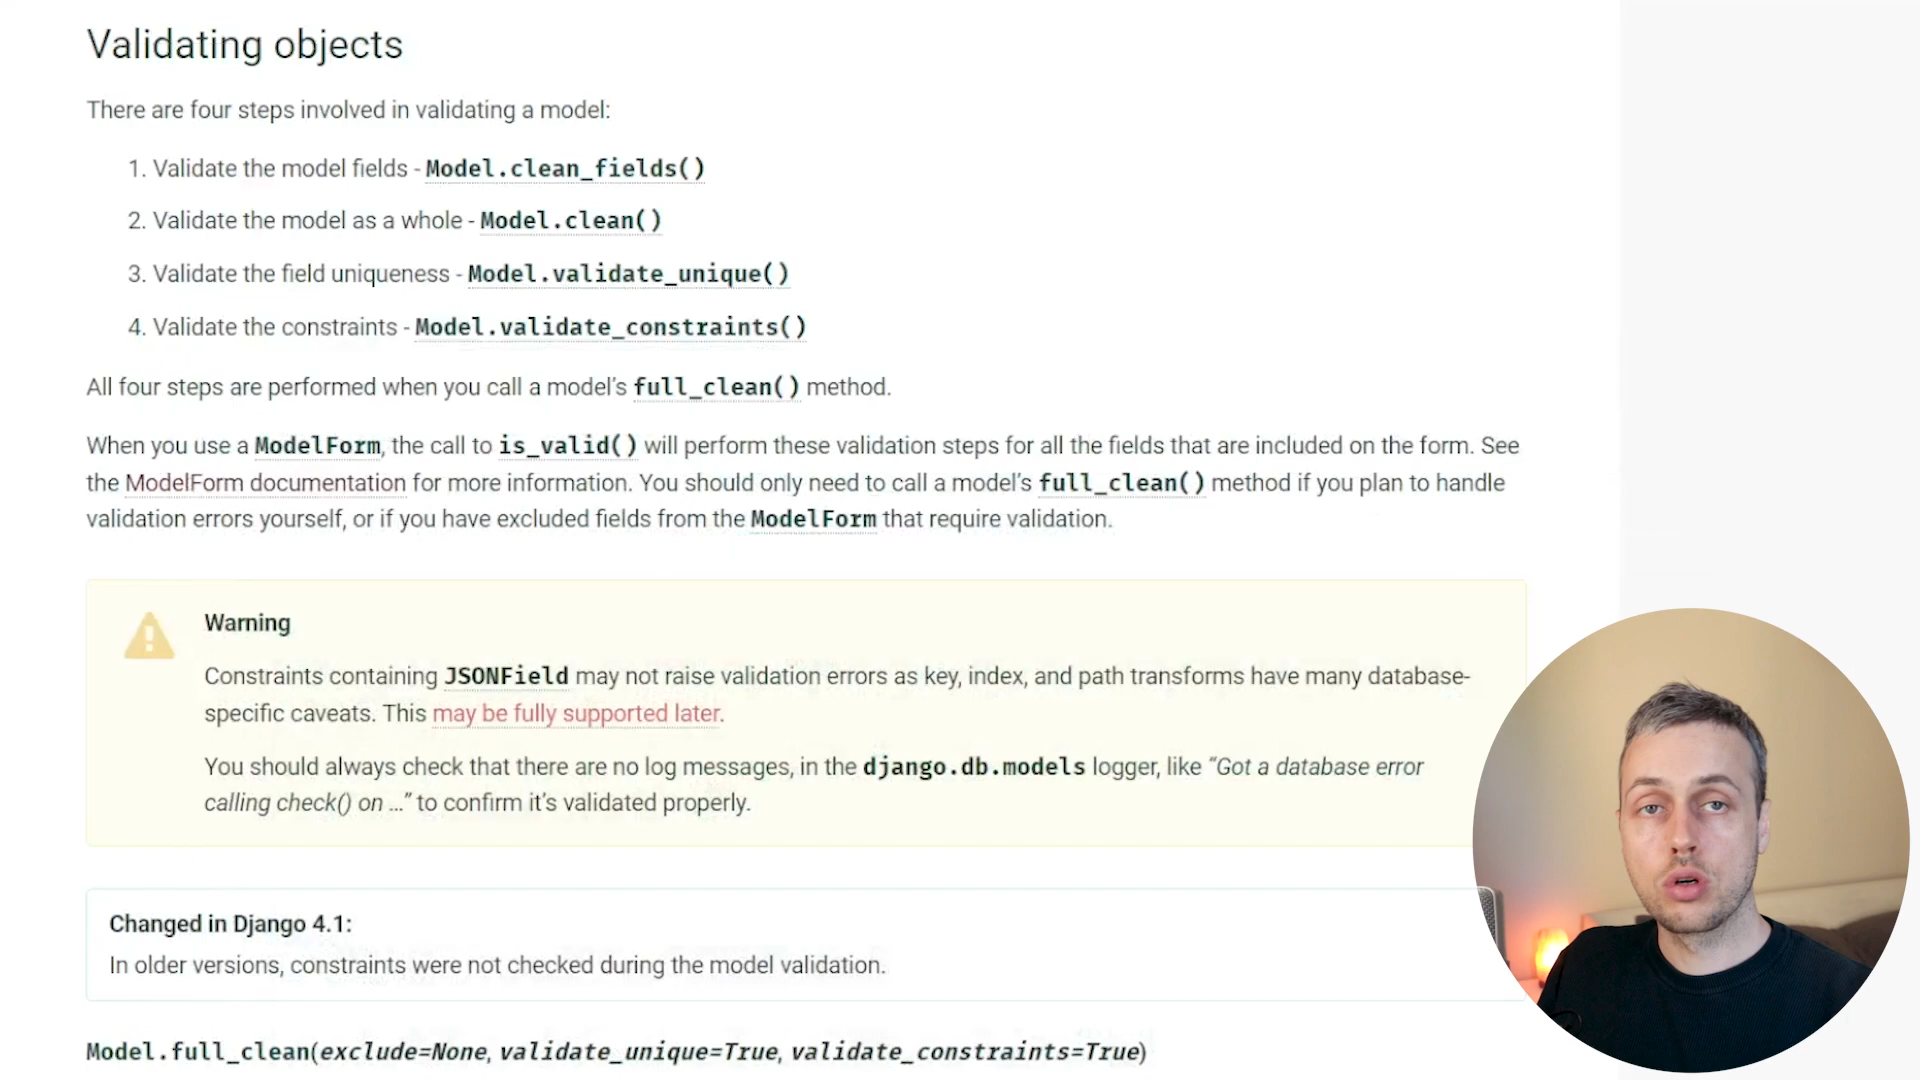 Validating objects
There are four steps involved in validating a model:
1. Validate the model fields - Model.clean_fields()
2. Validate the model as a whole - Model.clean()
3. Validate the field uniqueness - Model.validate_unique()
4. Validate the constraints - Model.validate_constraints()
All four steps are performed when you call a model’s full_clean() method.
When you use a ModelForm, the call to is_valid() will perform these validation steps for all the fields that are included on the form. See
the ModelForm documentation for more information. You should only need to call a model’s full_clean() method if you plan to handle
validation errors yourself, or if you have excluded fields from the ModelForm that require validation.
Warning
Constraints containing JSONField may not raise validation errors as key, index, and path transforms have many database-
specific caveats. This may be fully supported later.
You should always check that there are no log messages, in the django.db.models logger, like “Got a database error
calling check() on …” to confirm it’s validated properly.
Changed in Django 4.1:
In older versions, constraints were not checked during the model validation.
Model.full_clean(exclude=None, validate_unique=True, validate_constraints=True)